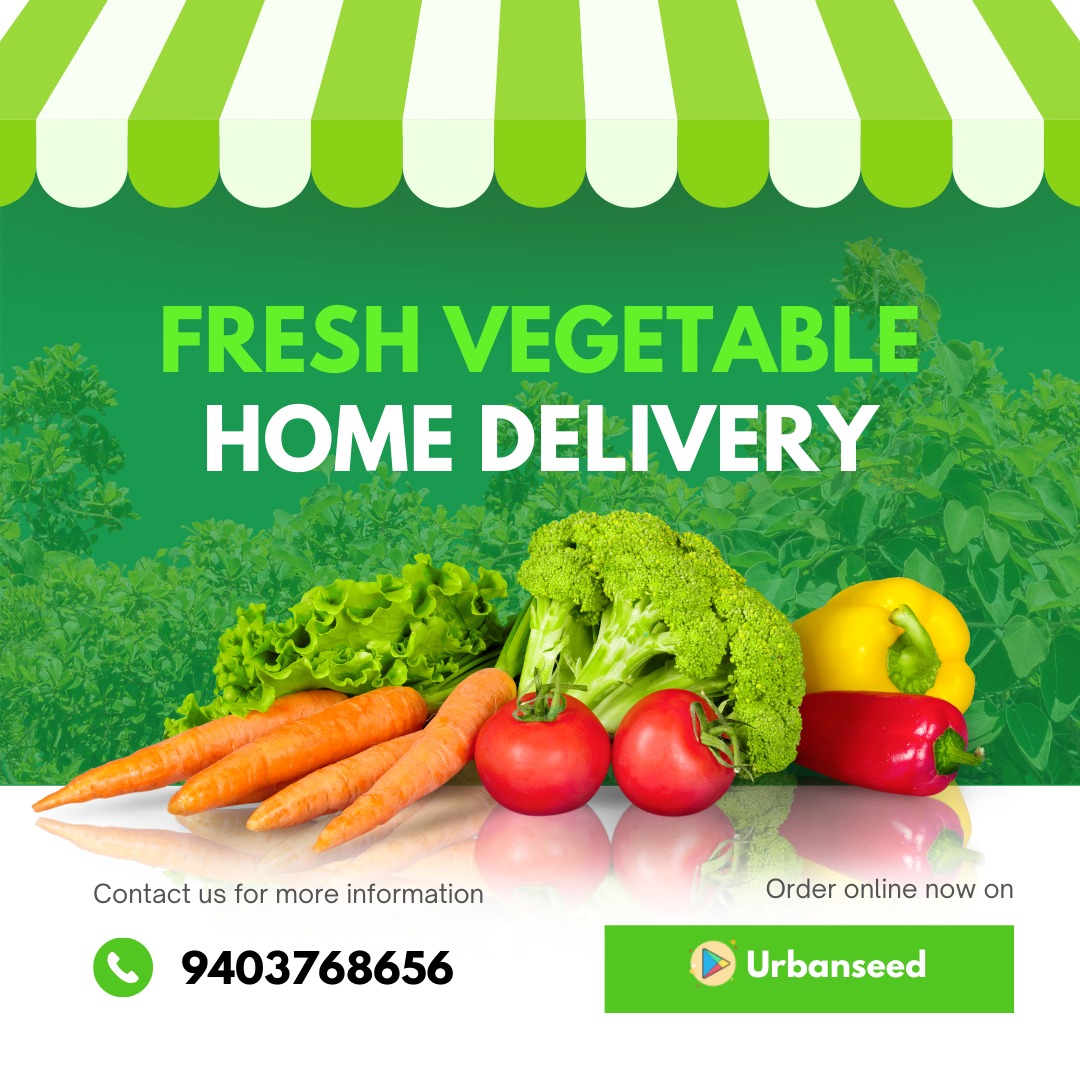 FRESH VEGETABLE
HOME DELIVERY
Contact us for more information
9403768656
Order online now on
Urbanseed